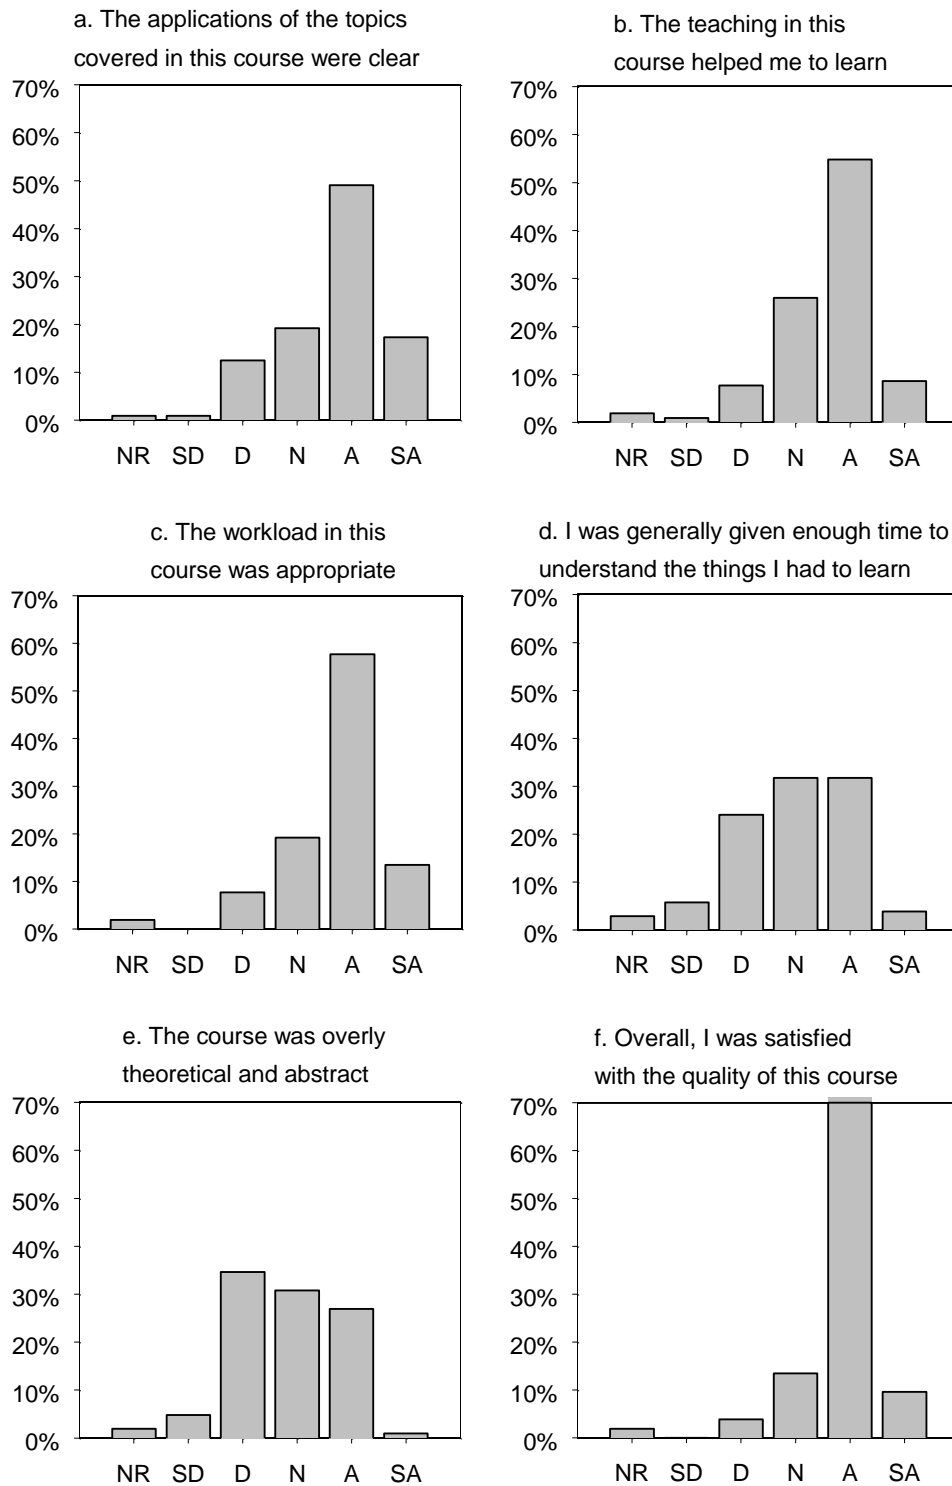 a. The applications of the topics
covered in this course were clear
70%
60%
50%
40%
30%
20%
10%
0%
NR SD D N A SA
b. The teaching in this
course helped me to learn
70%
60%
50%
40%
30%
20%
10%
0%
NR SD D N A SA
c. The workload in this
course was appropriate
70%
60%
50%
40%
30%
20%
10%
0%
NR SD D N A SA
d. I was generally given enough time to
understand the things I had to learn
70%
60%
50%
40%
30%
20%
10%
0%
NR SD D N A SA
e. The course was overly
theoretical and abstract
70%
60%
50%
40%
30%
20%
10%
0%
NR SD D N A SA
f. Overall, I was satisfied
with the quality of this course
70%
60%
50%
40%
30%
20%
10%
0%
NR SD D N A SA